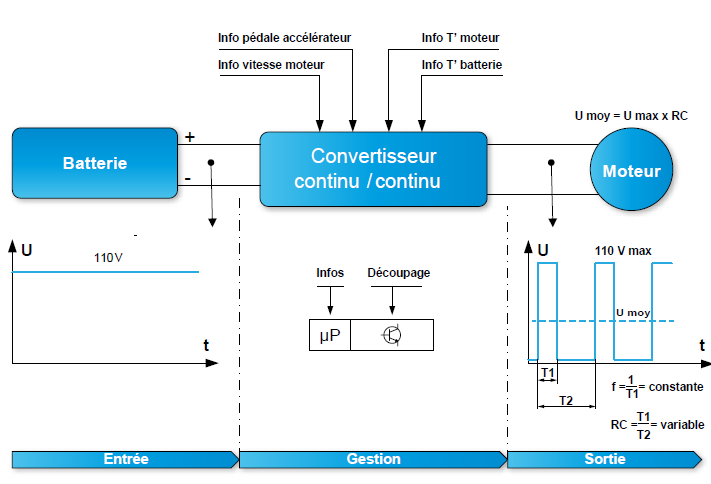 Info pédale accélérateur
Info T' moteur
Info vitesse moteur
Info T' batterie
U moy = U max x RC
Batterie
+
-
Convertisseur
continu / continu
Moteur
U
110 V
t
Infos
Découpage
µP
U
110 V max
U moy
t
T1
T2
f = 1/T1 = constante
RC = T1/T2 = variable
Entrée
Gestion
Sortie